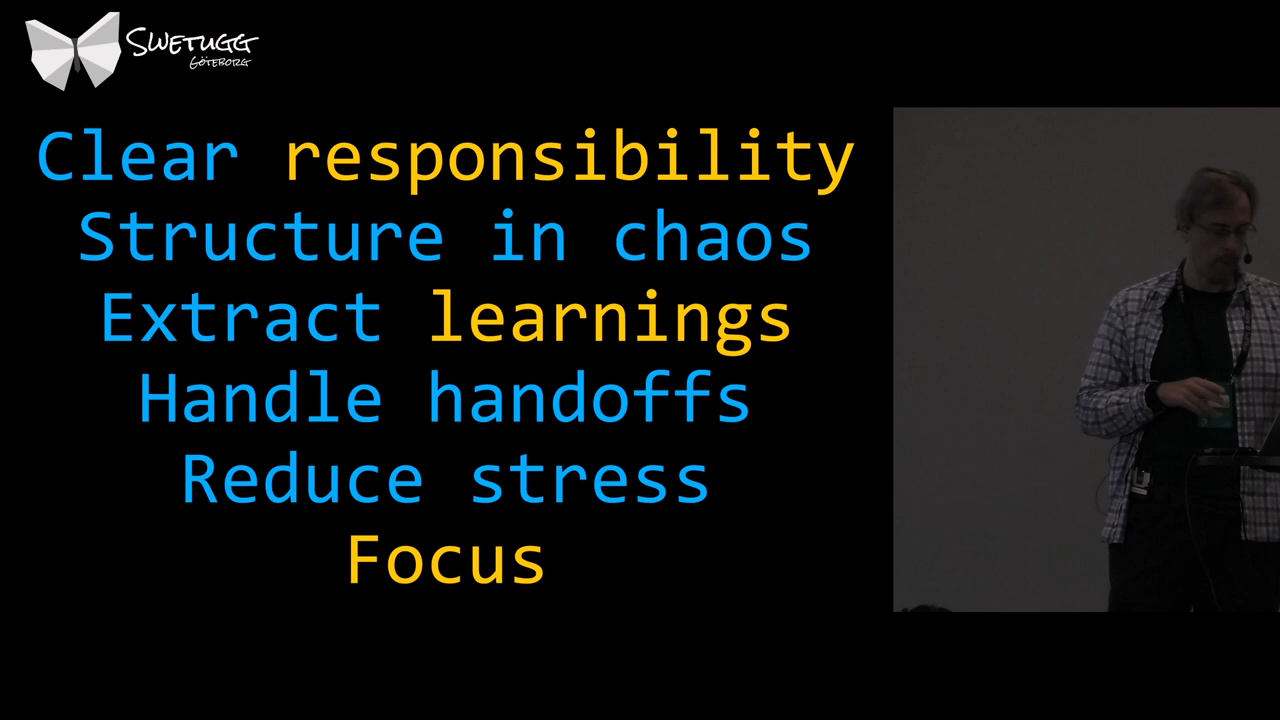 Swetugg
Göteborg
Clear responsibility
Structure in chaos
Extract learnings
Handle handoffs
Reduce stress
Focus